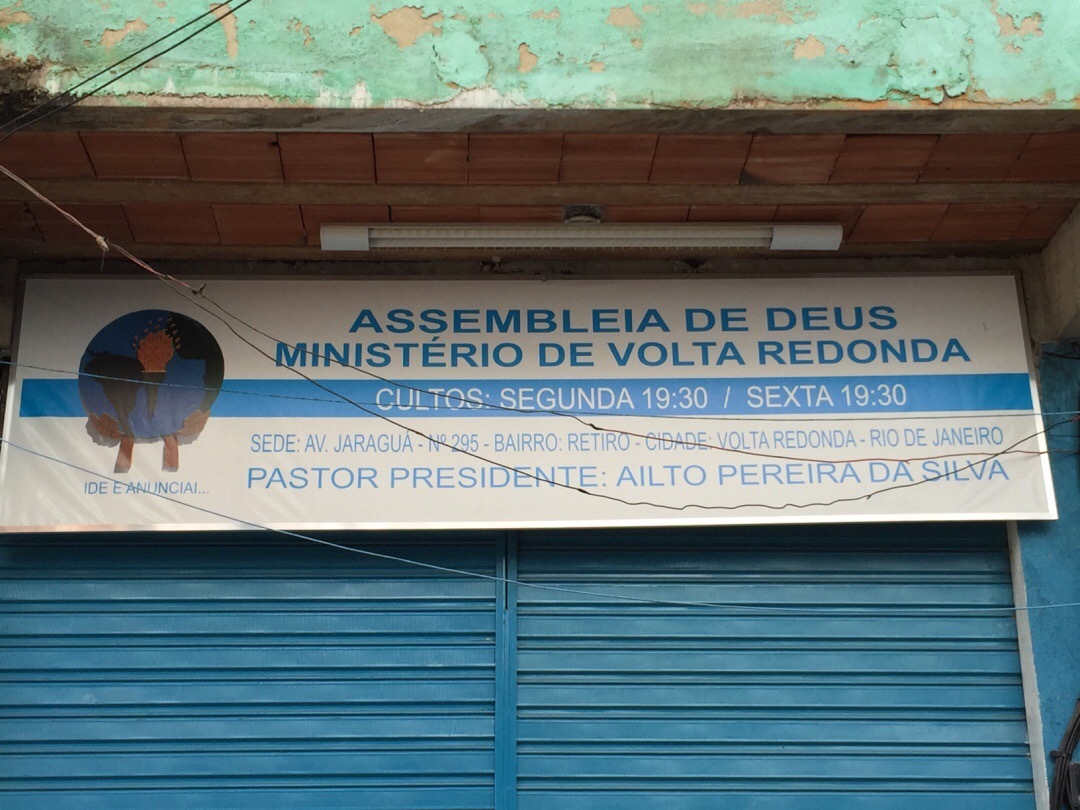 ASSEMBLEIA DE DEUS
MINISTÉRIO DE VOLTA REDONDA
CULTOS: SEGUNDA 19:30 / SEXTA 19:30
SEDE: AV. JARAGUA - Nº 295 - BAIRRO: RETIRO - CIDADE: VOLTA REDONDA - RIO DE JANEIRO
PASTOR PRESIDENTE: AILTO PEREIRA DA SILVA
IDE E ANUNCIAI...